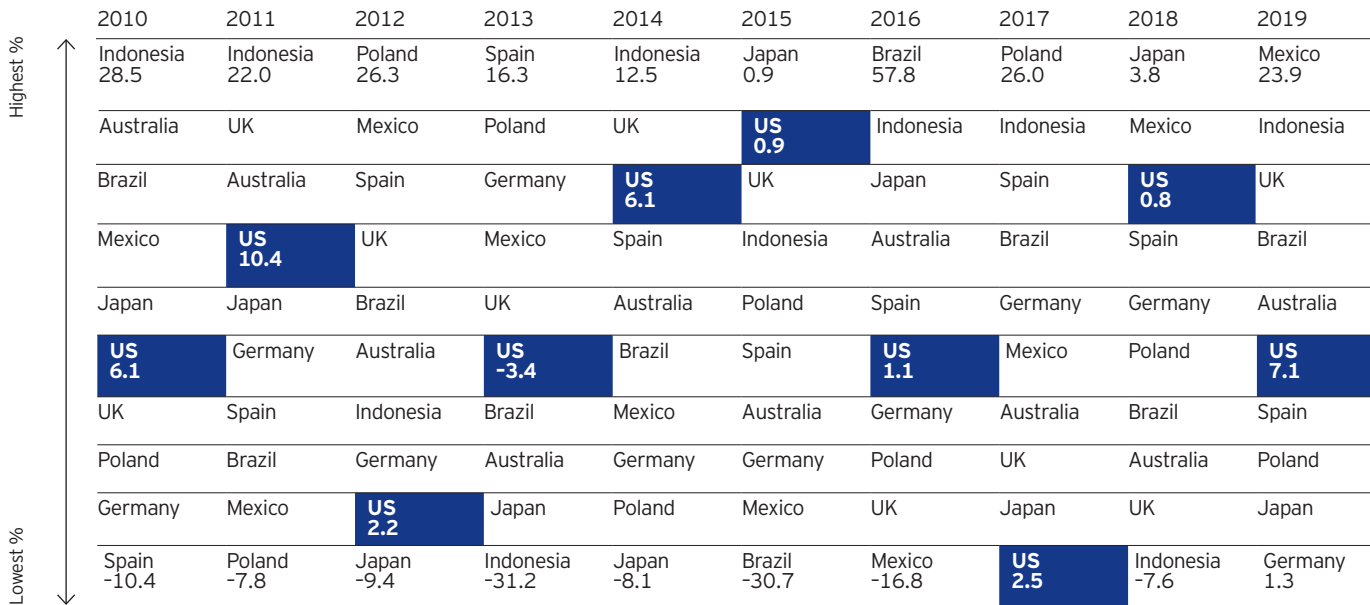 2010 2011 2012 2013 2014 2015 2016 2017 2018 2019
Highest %
Indonesia Indonesia Poland Spain Indonesia Japan Brazil Poland Japan Mexico
28.5 22.0 26.3 16.3 12.5 0.9 57.8 26.0 3.8 23.9
Australia UK Mexico Poland UK US Indonesia Indonesia Mexico Indonesia
0.9
Brazil Australia Spain Germany US UK Japan Spain US UK
6.1 0.8
Mexico US UK Mexico Spain Indonesia Australia Brazil Spain Brazil
10.4
Japan Japan Brazil UK Australia Poland Spain Germany Germany Australia
US Germany Australia US Brazil Spain US Mexico Poland US
6.1 -3.4 1.1 7.1
UK Spain Indonesia Brazil Mexico Australia Germany Australia Brazil Spain
Poland Brazil Germany Australia Germany Germany Poland UK Australia Poland
Germany Mexico US Japan Poland Mexico UK Japan UK Japan
2.2
Lowest %
Spain Poland Japan Indonesia Japan Brazil Mexico US Indonesia Germany
-10.4 -7.8 -9.4 -31.2 -8.1 -30.7 -16.8 2.5 -7.6 1.3